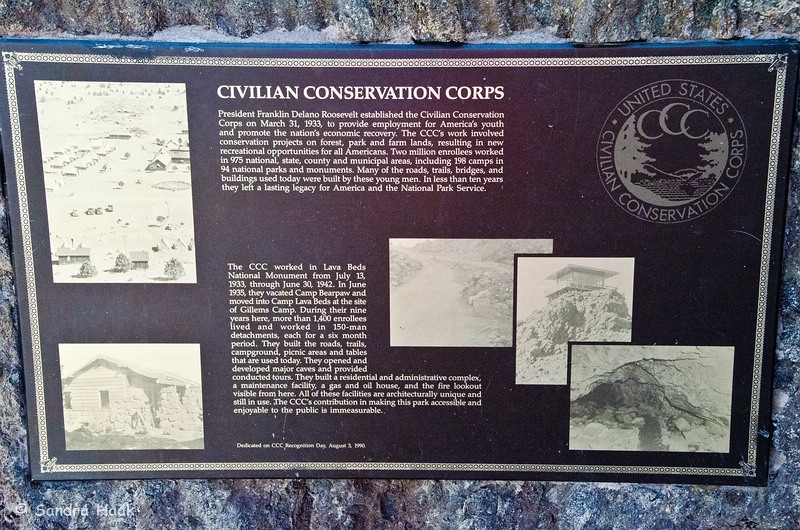 CIVILIAN CONSERVATION CORPS
President Franklin Delano Roosevelt established the Civilian Conservation
Corps on March 31, 1933, to provide employment for America's youth
and promote the nation's economic recovery. The CCC's work involved
conservation projects on forest, park and farm lands, resulting in new
recreational opportunities for all Americans. Two million enrollees worked
in 975 national, state, county and municipal areas, including 198 camps in
94 national parks and monuments. Many of the roads, trails, bridges, and
buildings used today were built by these young men. In less than ten years
they left a lasting legacy for America and the National Park Service.
UNITED STATES
CCC
CIVILIAN CONSERVATION CORPS
The CCC worked in Lava Beds
National Monument from July 13,
1933, through June 30, 1942. In June
1935, they vacated Camp Bearpaw and
moved into Camp Lava Beds at the site
of Gillems Camp. During their nine
years here, more than 1,400 enrollees
lived and worked in 150-man
detachments, each for a six month
period. They built the roads, trails,
campground, picnic areas and tables
that are used today. They opened and
developed major caves and provided
conducted tours. They built a residential and administrative complex,
a maintenance facility, a gas and oil house, and the fire lookout
visible from here. All of these facilities are architecturally unique and
still in use. The CCC's contribution in making this park accessible and
enjoyable to the public is immeasurable.
Dedicated on CCC Recognition Day, August 3, 1990.
© Sandra Haak